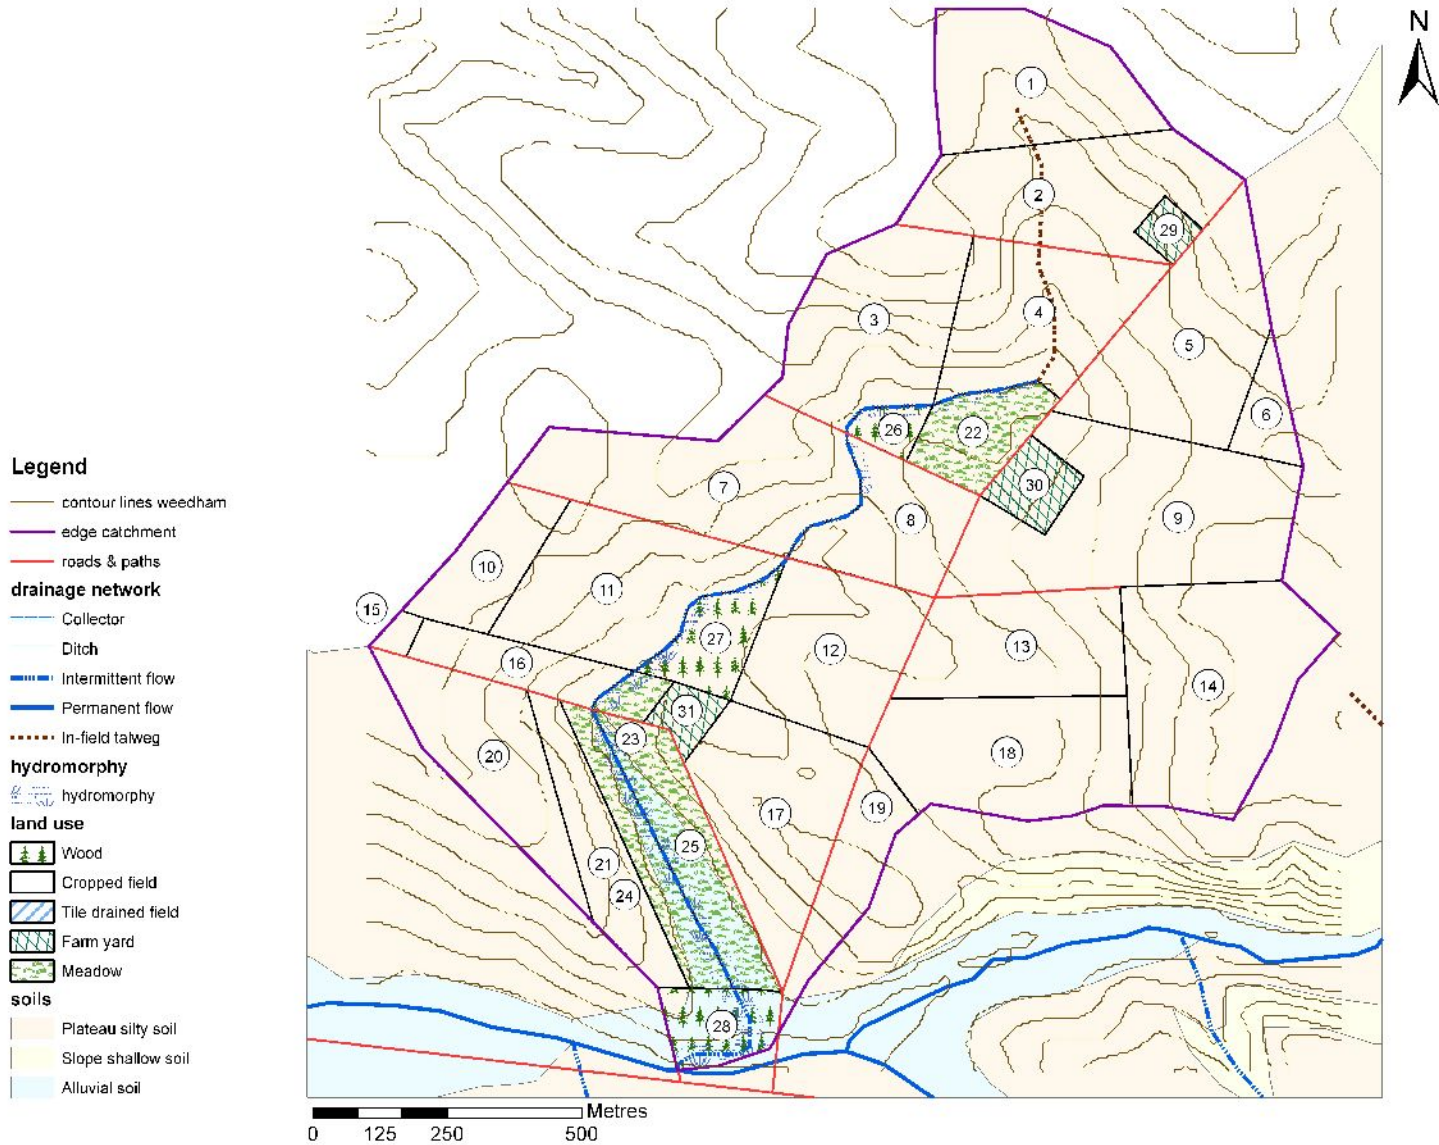 N
1
2
29
3
4
5
6
26
22
7
30
8
9
10
11
15
27
12
13
16
14
31
23
20
18
17
19
25
21
24
28
Legend
contour lines weedham
edge catchment
roads & paths
drainage network
Collector
Ditch
Intermittent flow
Permanent flow
In-field talweg
hydromorphy
hydromorphy
land use
Wood
Cropped field
Tile drained field
Farm yard
Meadow
soils
Plateau silty soil
Slope shallow soil
Alluvial soil
Metres
0 125 250 500